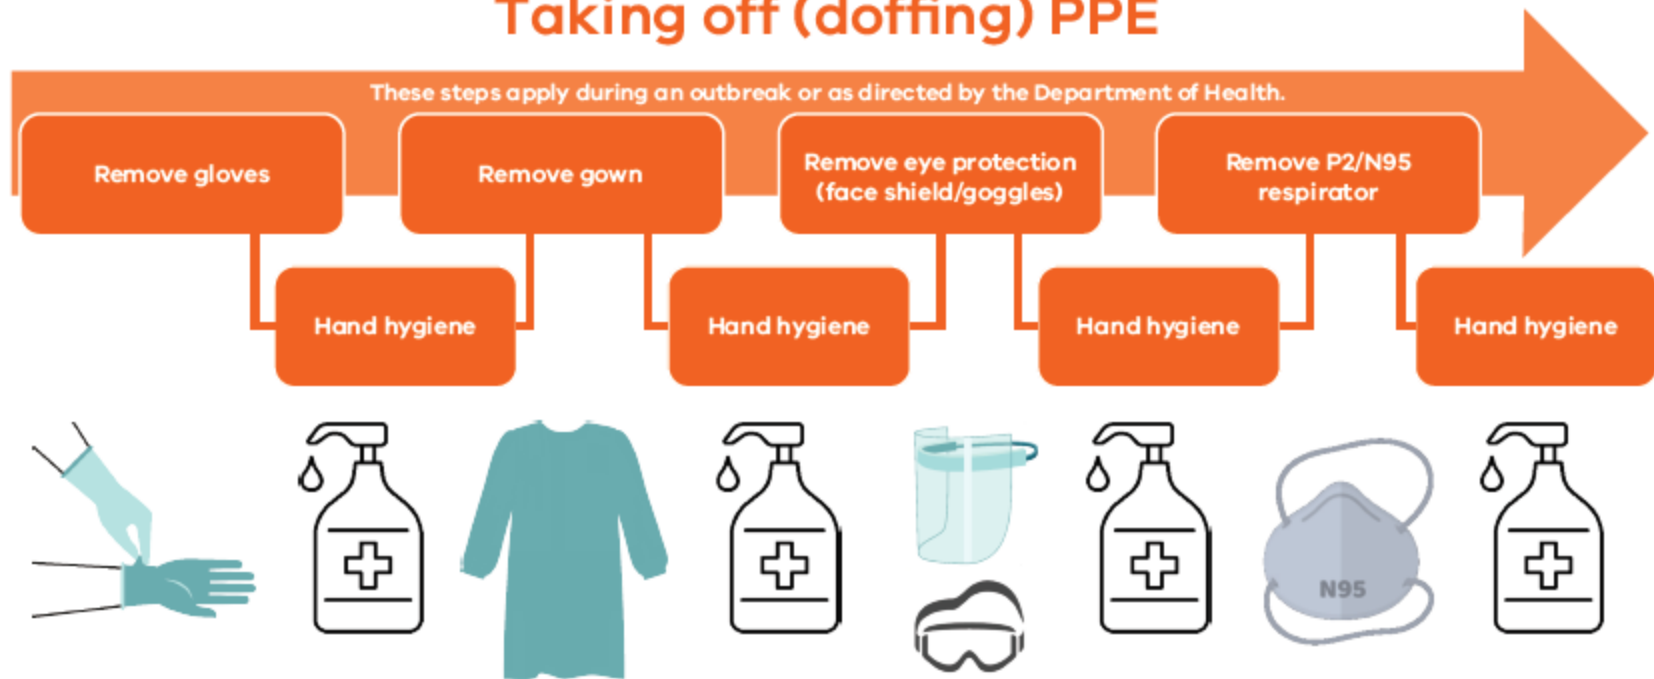 Taking off (doffing) PPE
These steps apply during an outbreak or as directed by the Department of Health.
Remove gloves
Hand hygiene
Remove gown
Hand hygiene
Remove eye protection
(face shield/goggles)
Hand hygiene
Remove P2/N95
respirator
Hand hygiene
N95